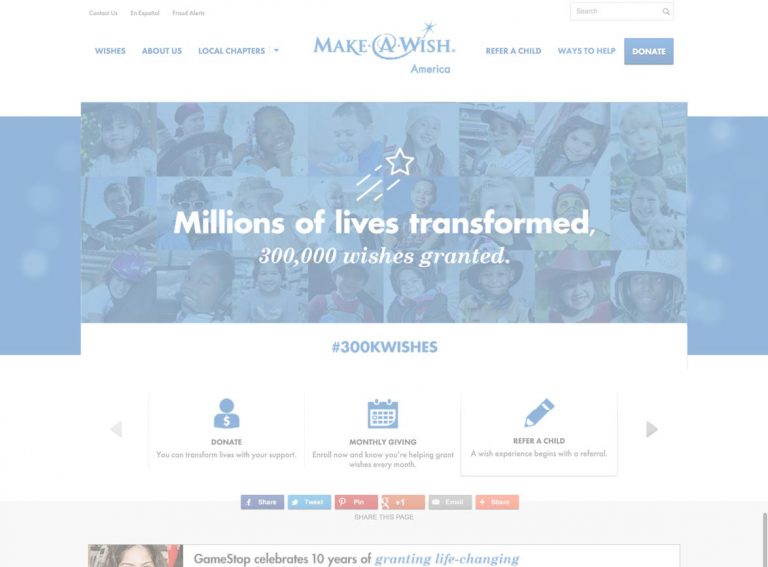 Contact Us En Español Fraud Alerts Search
WISHES ABOUT US LOCAL CHAPTERS MAKE-A-WISH® REFER A CHILD WAYS TO HELP DONATE
America
Millions of lives transformed,
300,000 wishes granted.
#300KWISHES
DONATE MONTHLY GIVING REFER A CHILD
You can transform lives with your support. Enroll now and know you're helping grant A wish experience begins with a referral.
wishes every month.
Share Tweet Pin +1 Email Share
SHARE THIS PAGE
GameStop celebrates 10 years of granting life-changing